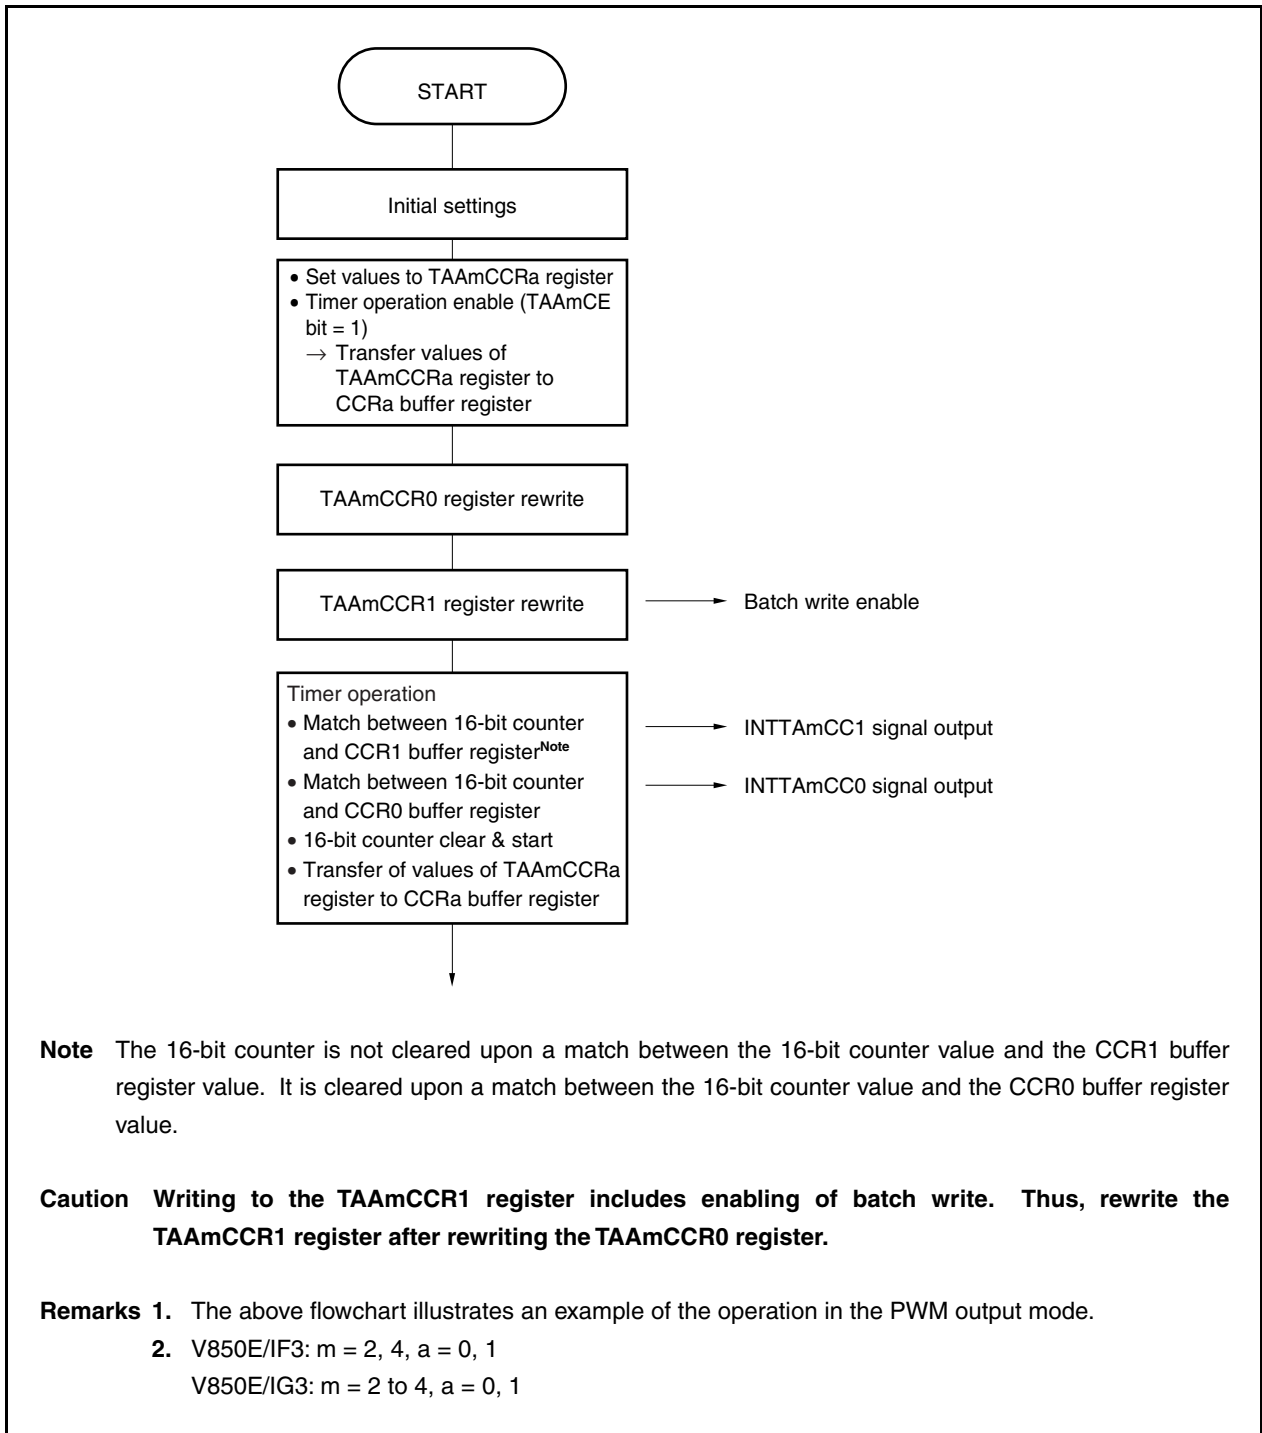 START
Initial settings
• Set values to TAAmCCRa register
• Timer operation enable (TAAmCE
bit = 1)
→ Transfer values of
TAAmCCRa register to
CCRa buffer register
TAAmCCR0 register rewrite
TAAmCCR1 register rewrite
Batch write enable
Timer operation
• Match between 16-bit counter
and CCR1 buffer registerNote
INTTAmCC1 signal output
• Match between 16-bit counter
and CCR0 buffer register
INTTAmCC0 signal output
• 16-bit counter clear & start
• Transfer of values of TAAmCCRa
register to CCRa buffer register
Note The 16-bit counter is not cleared upon a match between the 16-bit counter value and the CCR1 buffer
register value. It is cleared upon a match between the 16-bit counter value and the CCR0 buffer register
value.
Caution Writing to the TAAmCCR1 register includes enabling of batch write. Thus, rewrite the
TAAmCCR1 register after rewriting the TAAmCCR0 register.
Remarks 1. The above flowchart illustrates an example of the operation in the PWM output mode.
2. V850E/IF3: m = 2, 4, a = 0, 1
V850E/IG3: m = 2 to 4, a = 0, 1